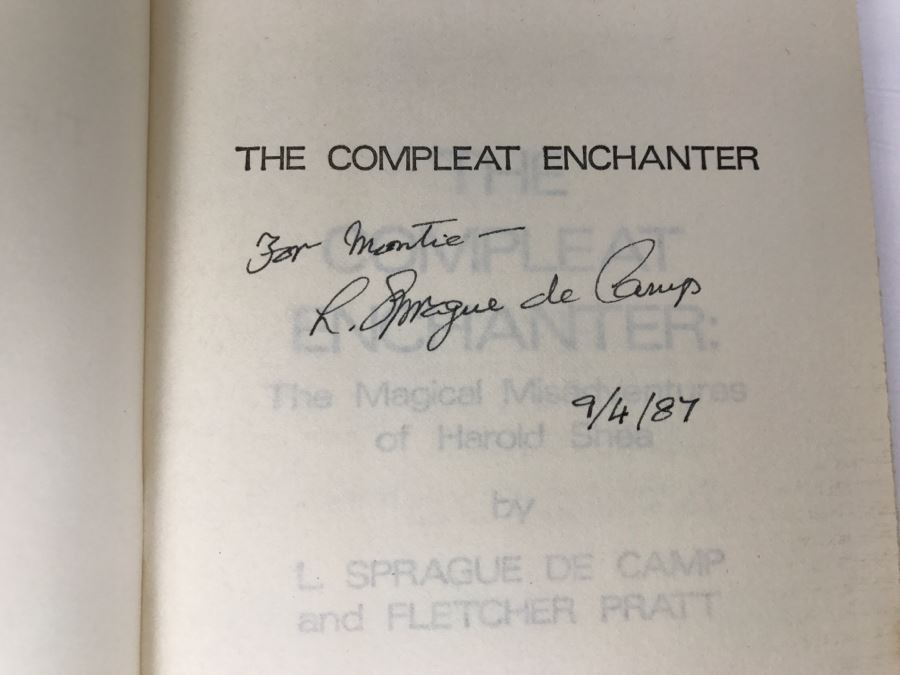 THE COMPLEAT ENCHANTER
For Montie —
L. Sprague de Camp
9/4/87
THE
COMPLEAT
ENCHANTER:
The Magical Misadventures
of Harold Shea
by
L. SPRAGUE DE CAMP
and FLETCHER PRATT